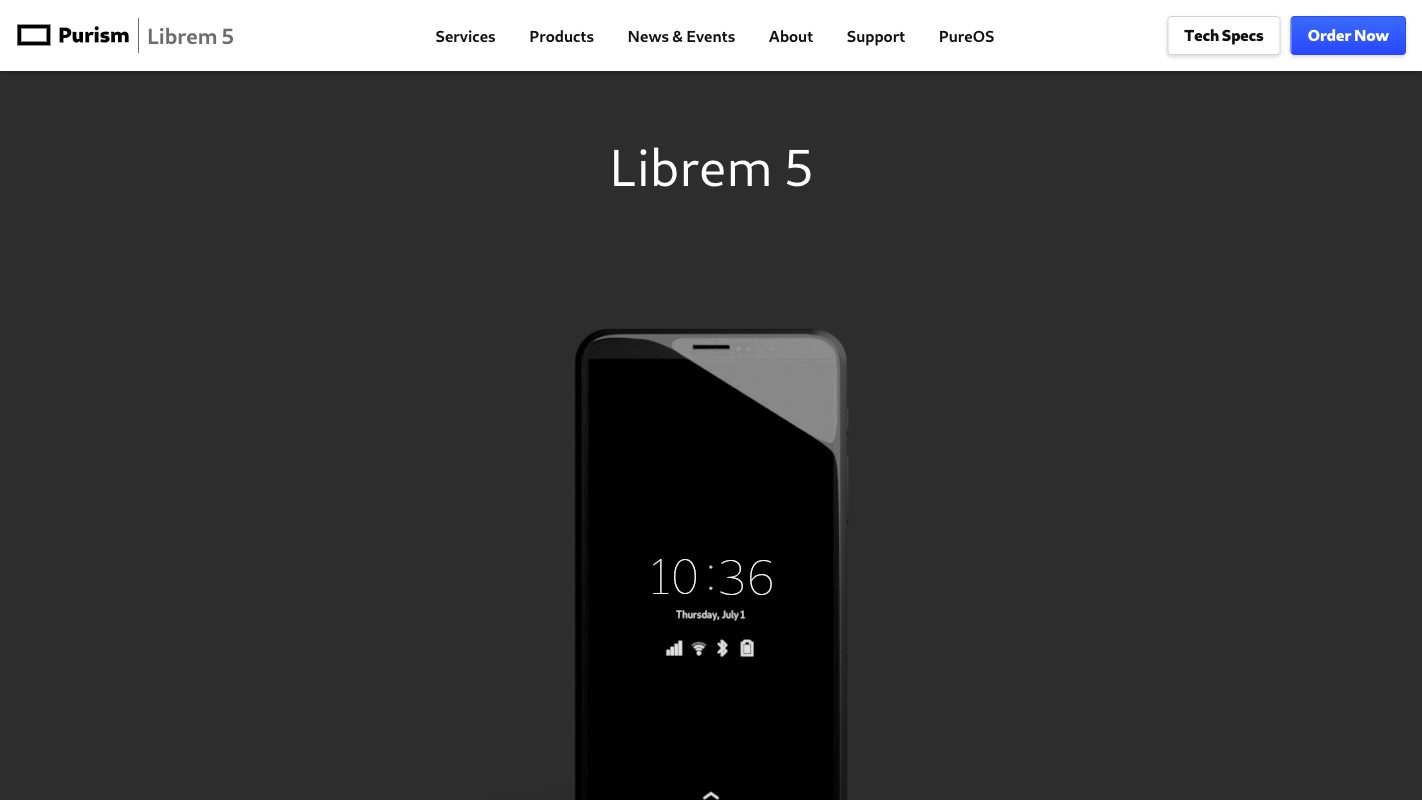 Purism Librem 5 Services Products News & Events About Support PureOS Tech Specs Order Now
Librem 5
10:36
Thursday, July 1